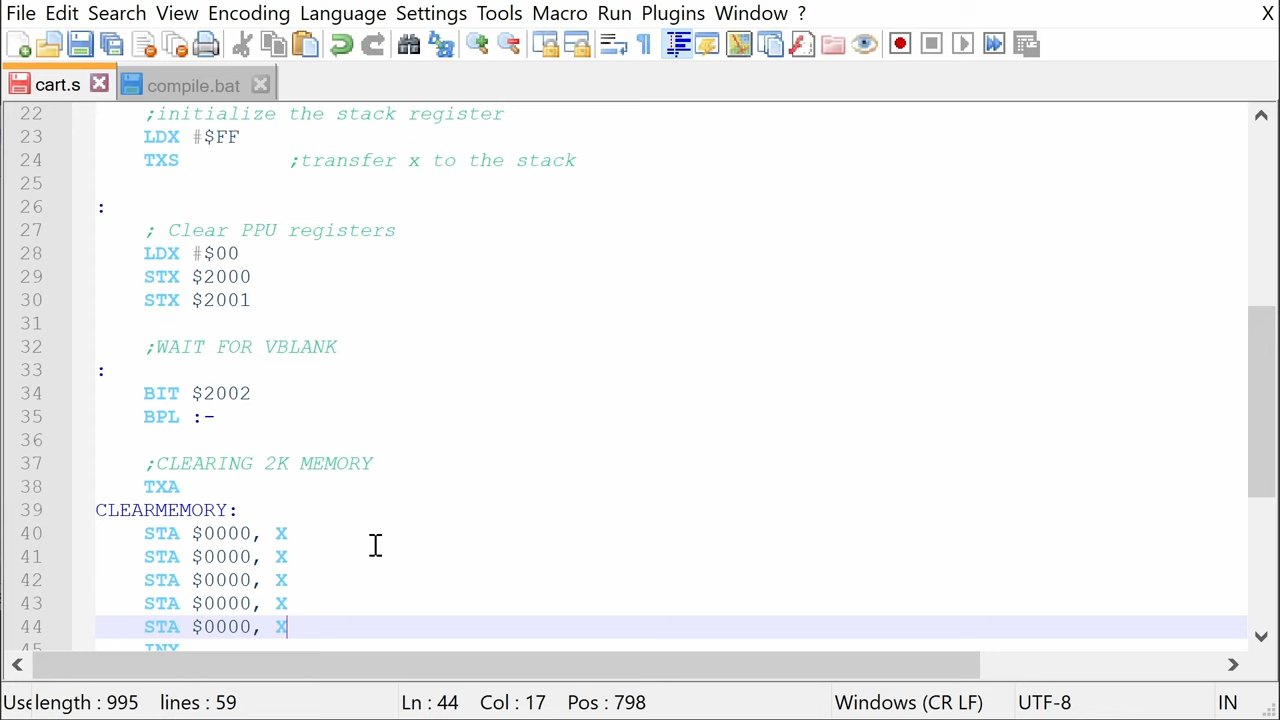 File Edit Search View Encoding Language Settings Tools Macro Run Plugins Window ? X
cart.s compile.bat
22 ;initialize the stack register
23 LDX #$FF
24 TXS ;transfer x to the stack
25
26 :
27 ; Clear PPU registers
28 LDX #$00
29 STX $2000
30 STX $2001
31
32 ;WAIT FOR VBLANK
33 :
34 BIT $2002
35 BPL :-
36
37 ;CLEARING 2K MEMORY
38 TXA
39 CLEARMEMORY:
40 STA $0000, X
41 STA $0000, X
42 STA $0000, X
43 STA $0000, X
44 STA $0000, X
45 INX
Use length : 995 lines : 59 Ln : 44 Col : 17 Pos : 798 Windows (CR LF) UTF-8 IN